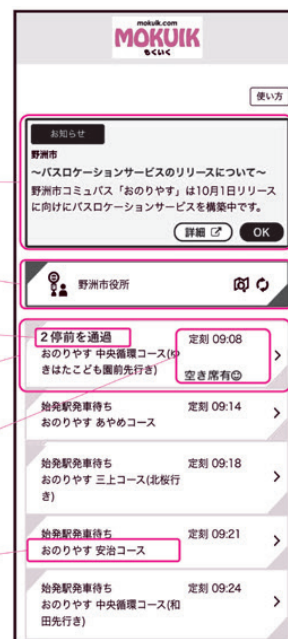 mokuik.com
MOKUIK
もくいく
使い方
お知らせ
野洲市
〜バスロケーションサービスのリリースについて〜
野洲市コミュバス「おのりやす」は10月1日リリース
に向けにバスロケーションサービスを構築中です。
詳細 OK
野洲市役所
2停前を通過 定刻 09:08
おのりやす 中央循環コース(ゆ
きはたこども園前先行き) 空き席有
始発駅発車待ち 定刻 09:14
おのりやす あやめコース
始発駅発車待ち 定刻 09:18
おのりやす 三上コース(北桜行
き)
始発駅発車待ち 定刻 09:21
おのりやす 安治コース
始発駅発車待ち 定刻 09:24
おのりやす 中央循環コース(和
田先行き)